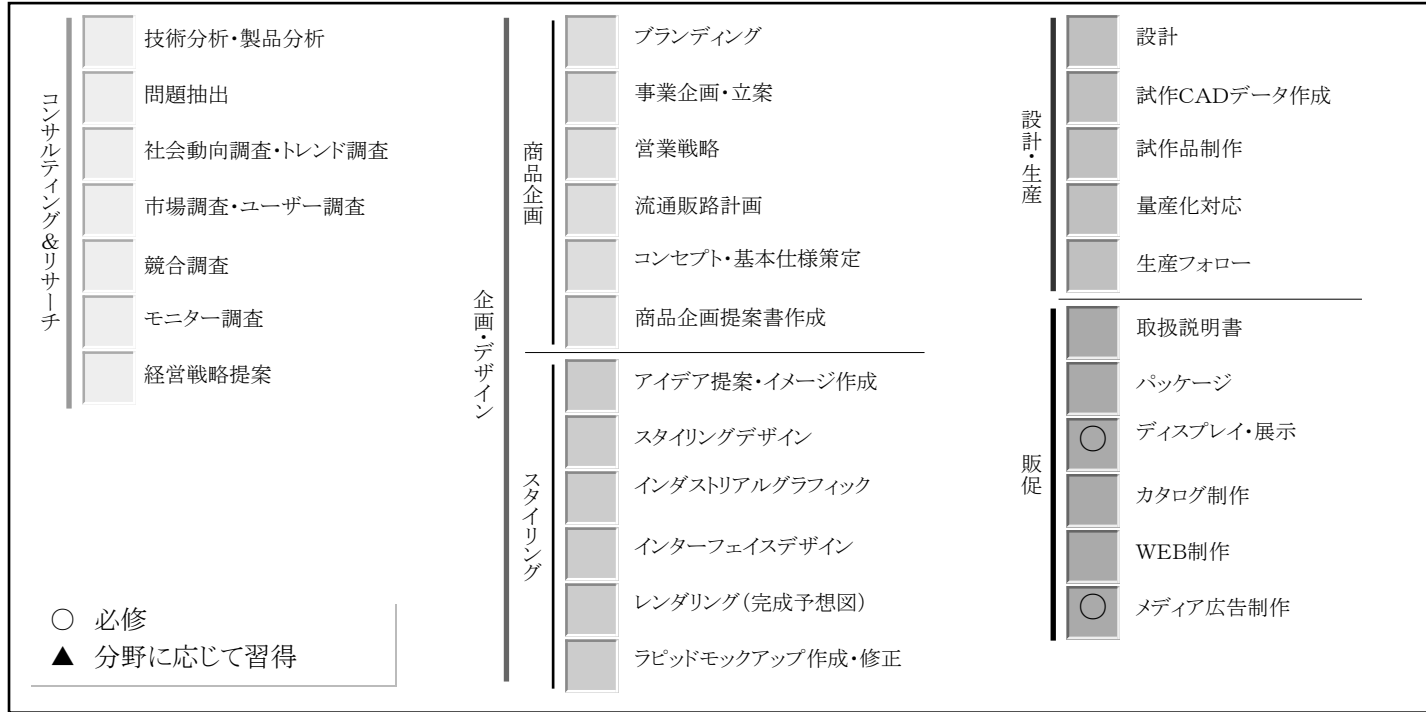 コンサルティング&リサーチ
技術分析・製品分析
問題抽出
社会動向調査・トレンド調査
市場調査・ユーザー調査
競合調査
モニター調査
経営戦略提案
○ 必修
▲ 分野に応じて習得
企画・デザイン
商品企画
ブランディング
事業企画・立案
営業戦略
流通販路計画
コンセプト・基本仕様策定
商品企画提案書作成
スタイリング
アイデア提案・イメージ作成
スタイリングデザイン
インダストリアルグラフィック
インターフェイスデザイン
レンダリング(完成予想図)
ラピッドモックアップ作成・修正
設計・生産
設計
試作CADデータ作成
試作品制作
量産化対応
生産フォロー
販促
取扱説明書
パッケージ
○ ディスプレイ・展示
カタログ制作
WEB制作
○ メディア広告制作